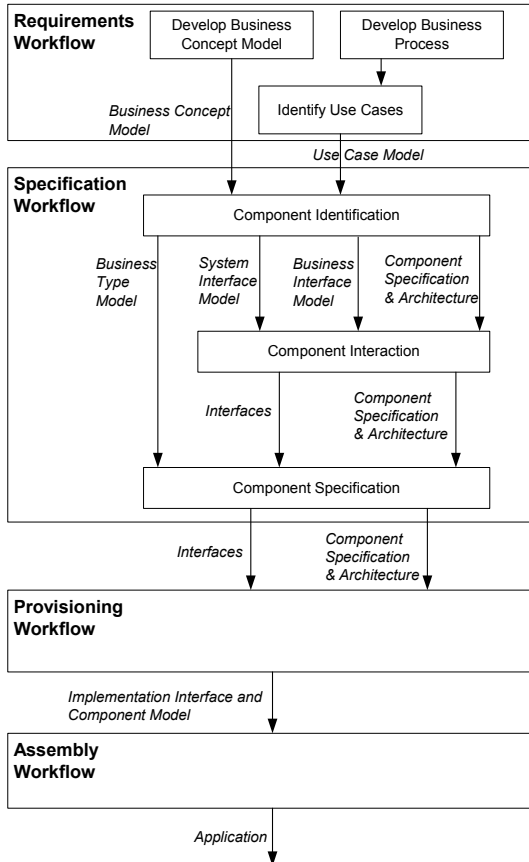 Requirements
Workflow
Develop Business
Concept Model
Develop Business
Process
Business Concept
Model
Identify Use Cases
Use Case Model
Specification
Workflow
Component Identification
Business
Type Model
System
Interface
Model
Business
Interface
Model
Component
Specification
& Architecture
Component Interaction
Interfaces
Component
Specification
& Architecture
Component Specification
Interfaces
Component
Specification
& Architecture
Provisioning
Workflow
Implementation Interface and
Component Model
Assembly
Workflow
Application